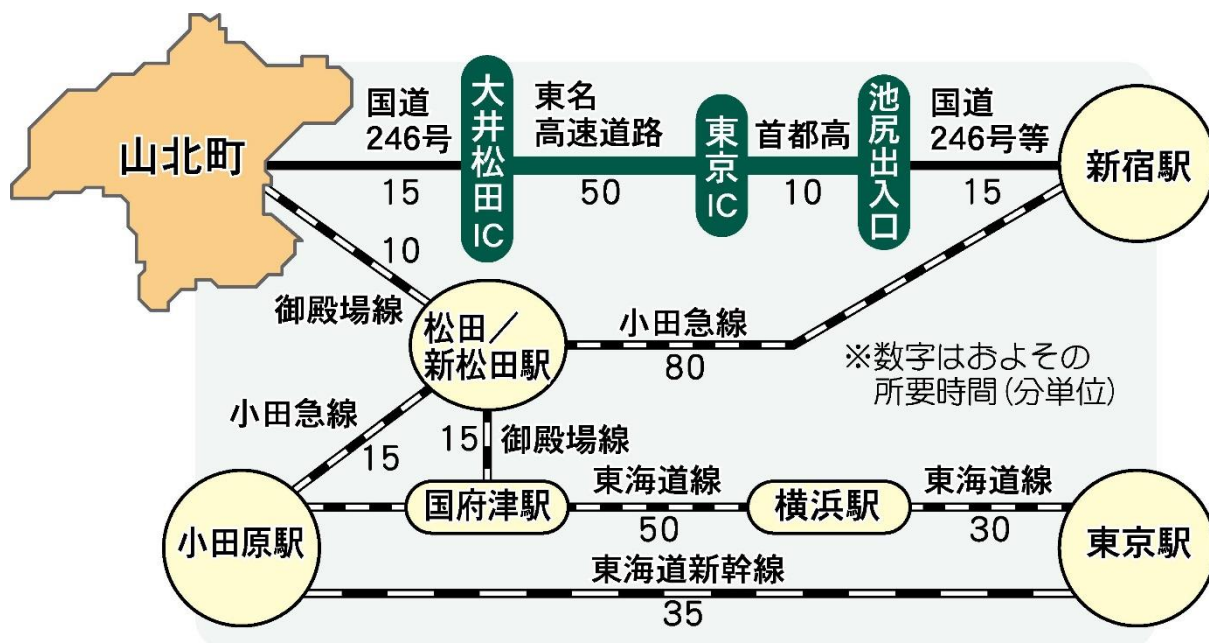 山北町
国道
246号
15
大井松田IC
東名
高速道路
50
東京IC
首都高
10
池尻出入口
国道
246号等
15
新宿駅
10
御殿場線
松田／
新松田駅
小田急線
80
※数字はおよその
所要時間(分単位)
小田急線
15
15
御殿場線
小田原駅
国府津駅
東海道線
50
横浜駅
東海道線
30
東京駅
東海道新幹線
35